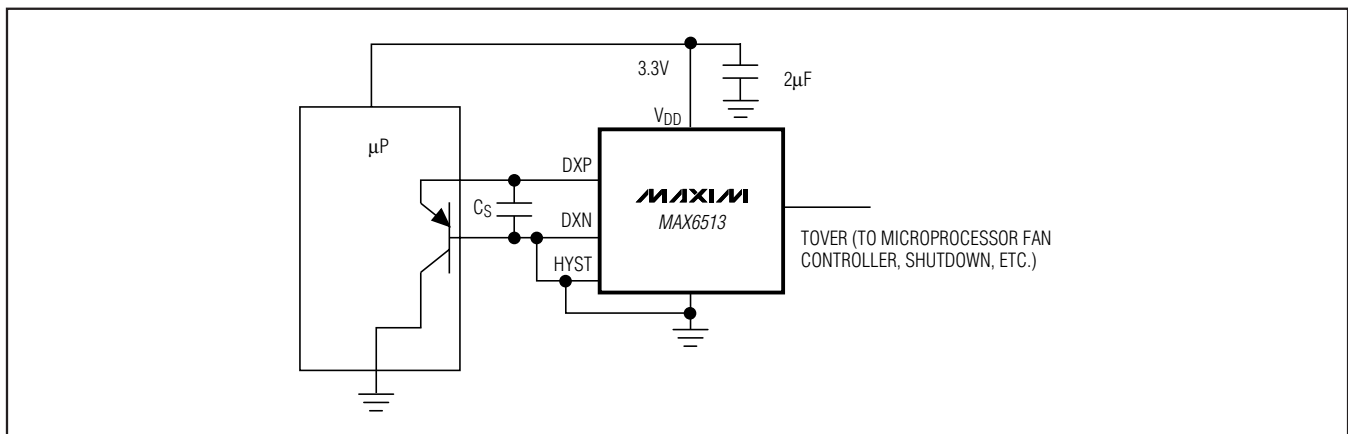 3.3V
2μF
VDD
μP
DXP
MAXIM
CS
MAX6513
DXN
TOVER (TO MICROPROCESSOR FAN
CONTROLLER, SHUTDOWN, ETC.)
HYST